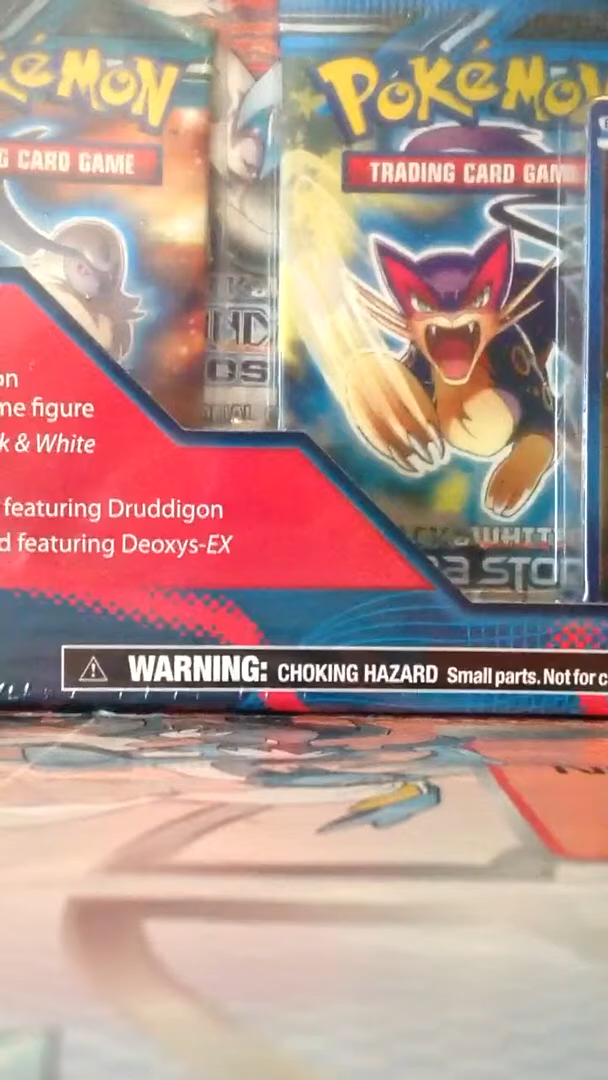 POKÉMON
G CARD GAME
TRADING CARD GAM
on
me figure
k & White
featuring Druddigon
d featuring Deoxys-EX
WHITE
WARNING: CHOKING HAZARD Small parts. Not for c